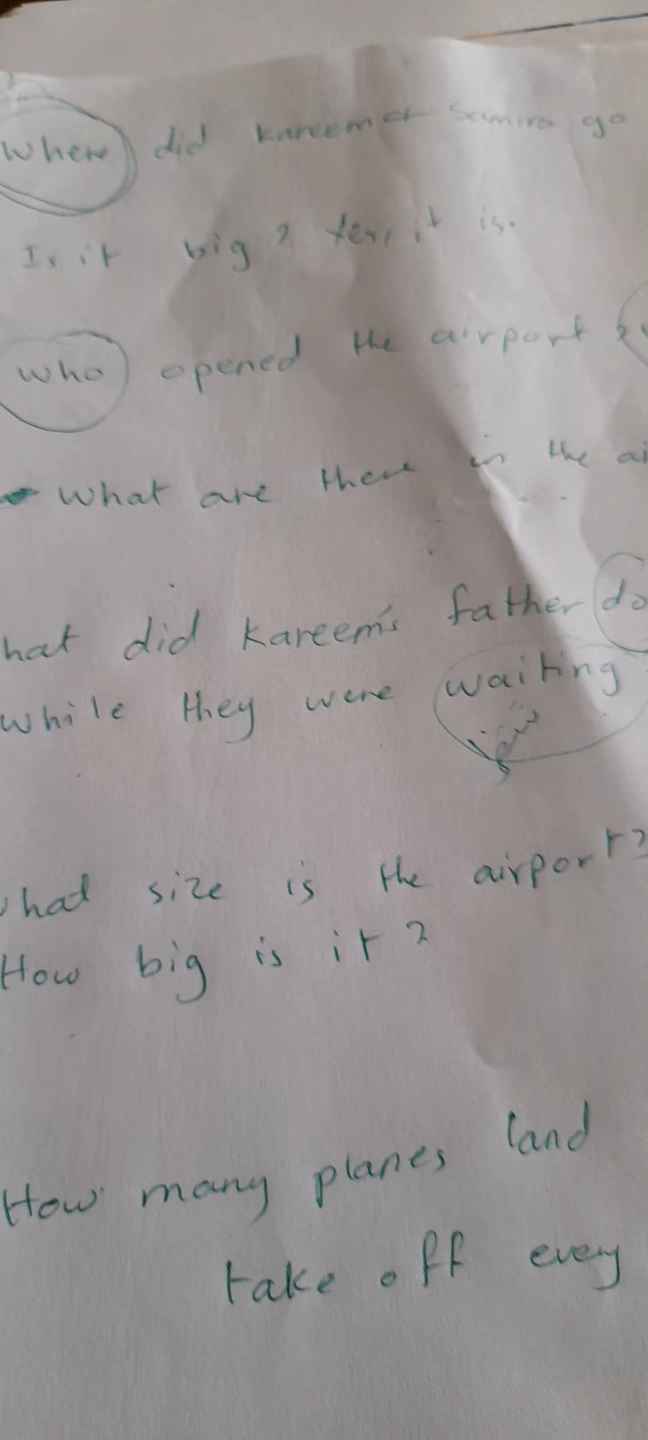 where did kareem & Samira go
Is it big? Yes, it is.
who opened the airport?
what are there in the ai
hat did kareem's father do
while they were waiting
what size is the airport?
How big is it?
How many planes land
take off every